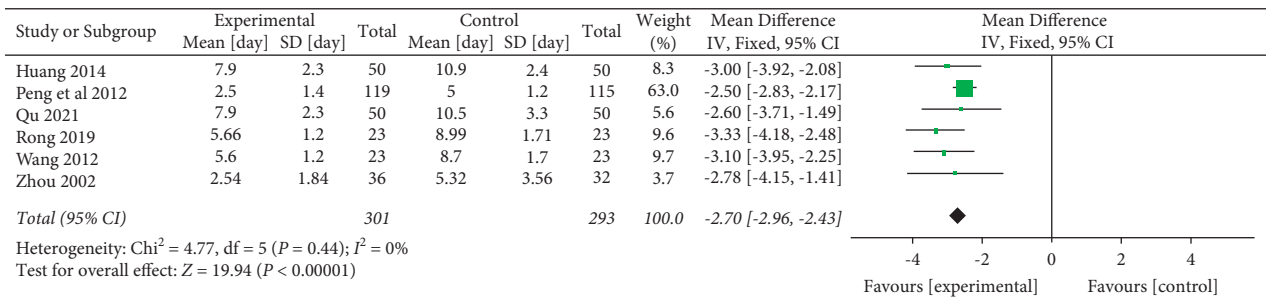 Study or Subgroup Experimental Control Weight Mean Difference Mean Difference
Mean [day] SD [day] Total Mean [day] SD [day] Total (%) IV, Fixed, 95% CI IV, Fixed, 95% CI
Huang 2014 7.9 2.3 50 10.9 2.4 50 8.3 -3.00 [-3.92, -2.08]
Peng et al 2012 2.5 1.4 119 5 1.2 115 63.0 -2.50 [-2.83, -2.17]
Qu 2021 7.9 2.3 50 10.5 3.3 50 5.6 -2.60 [-3.71, -1.49]
Rong 2019 5.66 1.2 23 8.99 1.71 23 9.6 -3.33 [-4.18, -2.48]
Wang 2012 5.6 1.2 23 8.7 1.7 23 9.7 -3.10 [-3.95, -2.25]
Zhou 2002 2.54 1.84 36 5.32 3.56 32 3.7 -2.78 [-4.15, -1.41]
Total (95% CI) 301 293 100.0 -2.70 [-2.96, -2.43]
Heterogeneity: Chi² = 4.77, df = 5 (P = 0.44); I² = 0%
Test for overall effect: Z = 19.94 (P < 0.00001)
-4 -2 0 2 4
Favours [experimental] Favours [control]